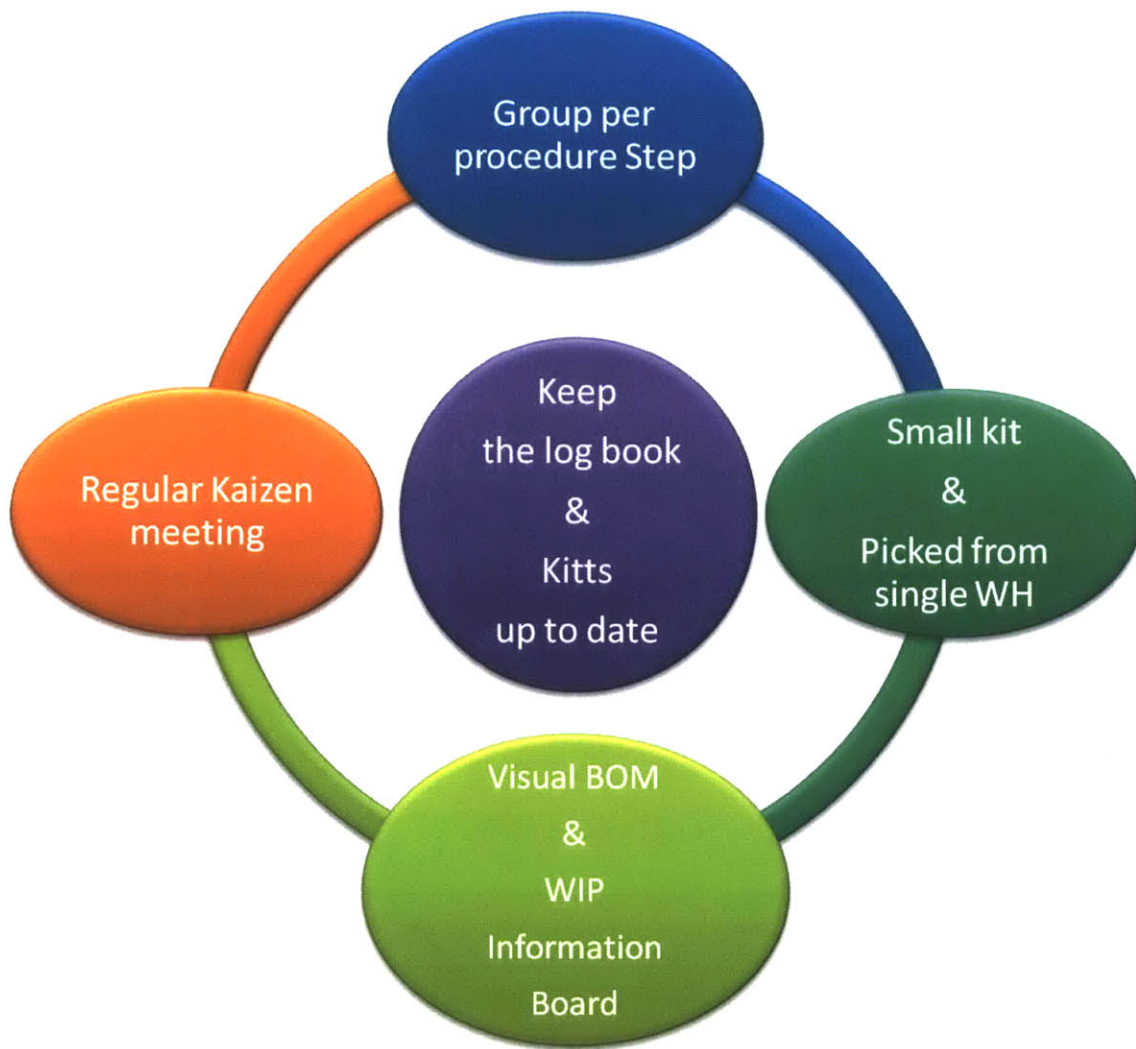 Group per
procedure Step
Regular Kaizen
meeting
Keep
the log book
&
Kitts
up to date
Small kit
&
Picked from
single WH
Visual BOM
&
WIP
Information
Board